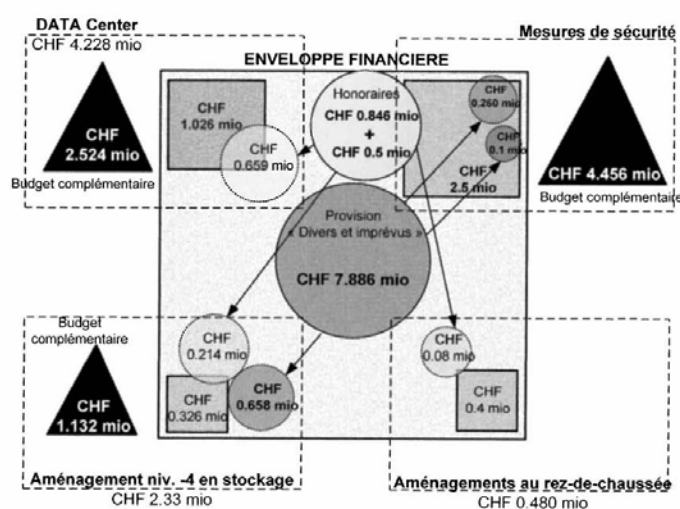 DATA Center
CHF 4.228 mio
Mesures de sécurité
ENVELOPPE FINANCIERE
CHF
2.524 mio
Budget complémentaire
CHF
1.026 mio
CHF
0.659 mio
Honoraires
CHF 0.846 mio
+
CHF 0.5 mio
CHF
0.260 mio
CHF
0.1 mio
CHF
2.5 mio
CHF 4.456 mio
Budget complémentaire
Provision
« Divers et imprévus »
CHF 7.886 mio
Budget
complémentaire
CHF
1.132 mio
CHF
0.214 mio
CHF
0.326 mio
CHF
0.658 mio
CHF
0.08 mio
CHF
0.4 mio
Aménagement niv. -4 en stockage
CHF 2.33 mio
Aménagements au rez-de-chaussée
CHF 0.480 mio